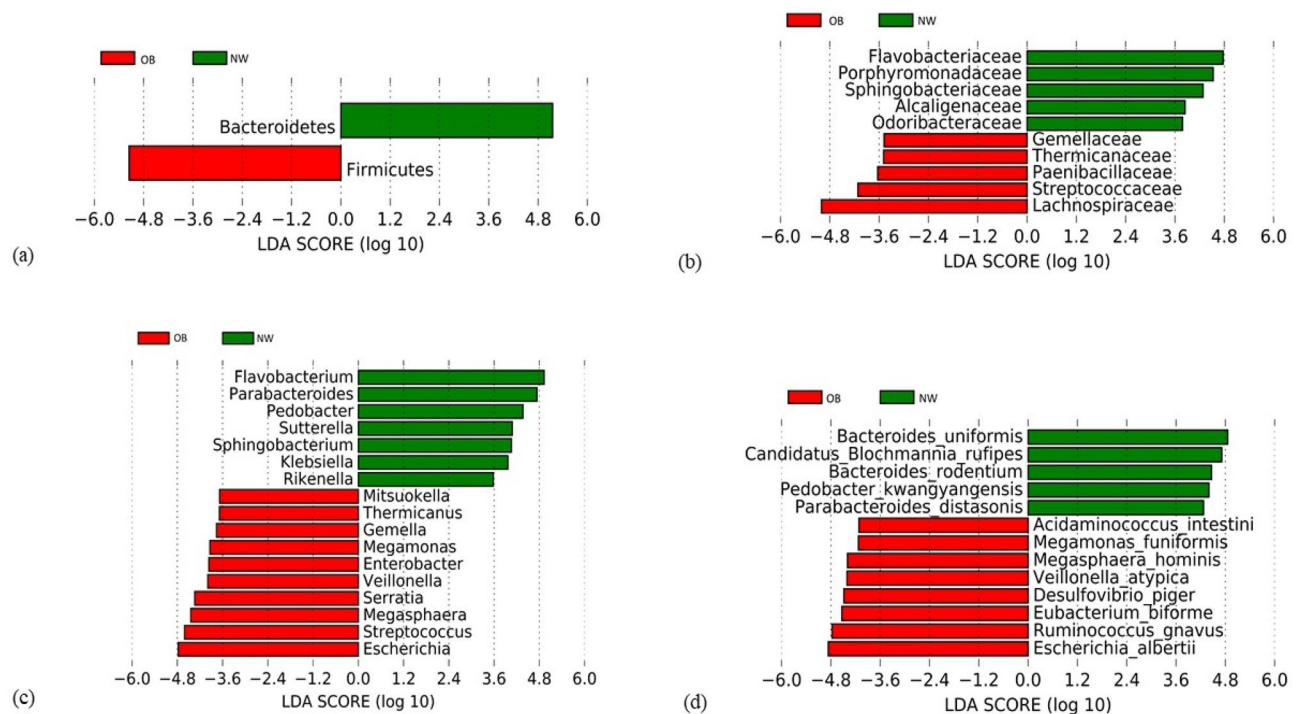 (a)
OB NW
Bacteroidetes
Firmicutes
−6.0 −4.8 −3.6 −2.4 −1.2 0.0 1.2 2.4 3.6 4.8 6.0
LDA SCORE (log 10)
(b)
OB NW
Flavobacteriaceae
Porphyromonadaceae
Sphingobacteriaceae
Alcaligenaceae
Odoribacteraceae
Gemellaceae
Thermicanaceae
Paenibacillaceae
Streptococcaceae
Lachnospiraceae
−6.0 −4.8 −3.6 −2.4 −1.2 0.0 1.2 2.4 3.6 4.8 6.0
LDA SCORE (log 10)
(c)
OB NW
Flavobacterium
Parabacteroides
Pedobacter
Sutterella
Sphingobacterium
Klebsiella
Rikenella
Mitsuokella
Thermicanus
Gemella
Megamonas
Enterobacter
Veillonella
Serratia
Megasphaera
Streptococcus
Escherichia
−6.0 −4.8 −3.6 −2.4 −1.2 0.0 1.2 2.4 3.6 4.8 6.0
LDA SCORE (log 10)
(d)
OB NW
Bacteroides_uniformis
Candidatus_Blochmannia_rufipes
Bacteroides_rodentium
Pedobacter_kwangyangensis
Parabacteroides_distasonis
Acidaminococcus_intestini
Megamonas_funiformis
Megasphaera_hominis
Veillonella_atypica
Desulfovibrio_piger
Eubacterium_biforme
Ruminococcus_gnavus
Escherichia_albertii
−6.0 −4.8 −3.6 −2.4 −1.2 0.0 1.2 2.4 3.6 4.8 6.0
LDA SCORE (log 10)